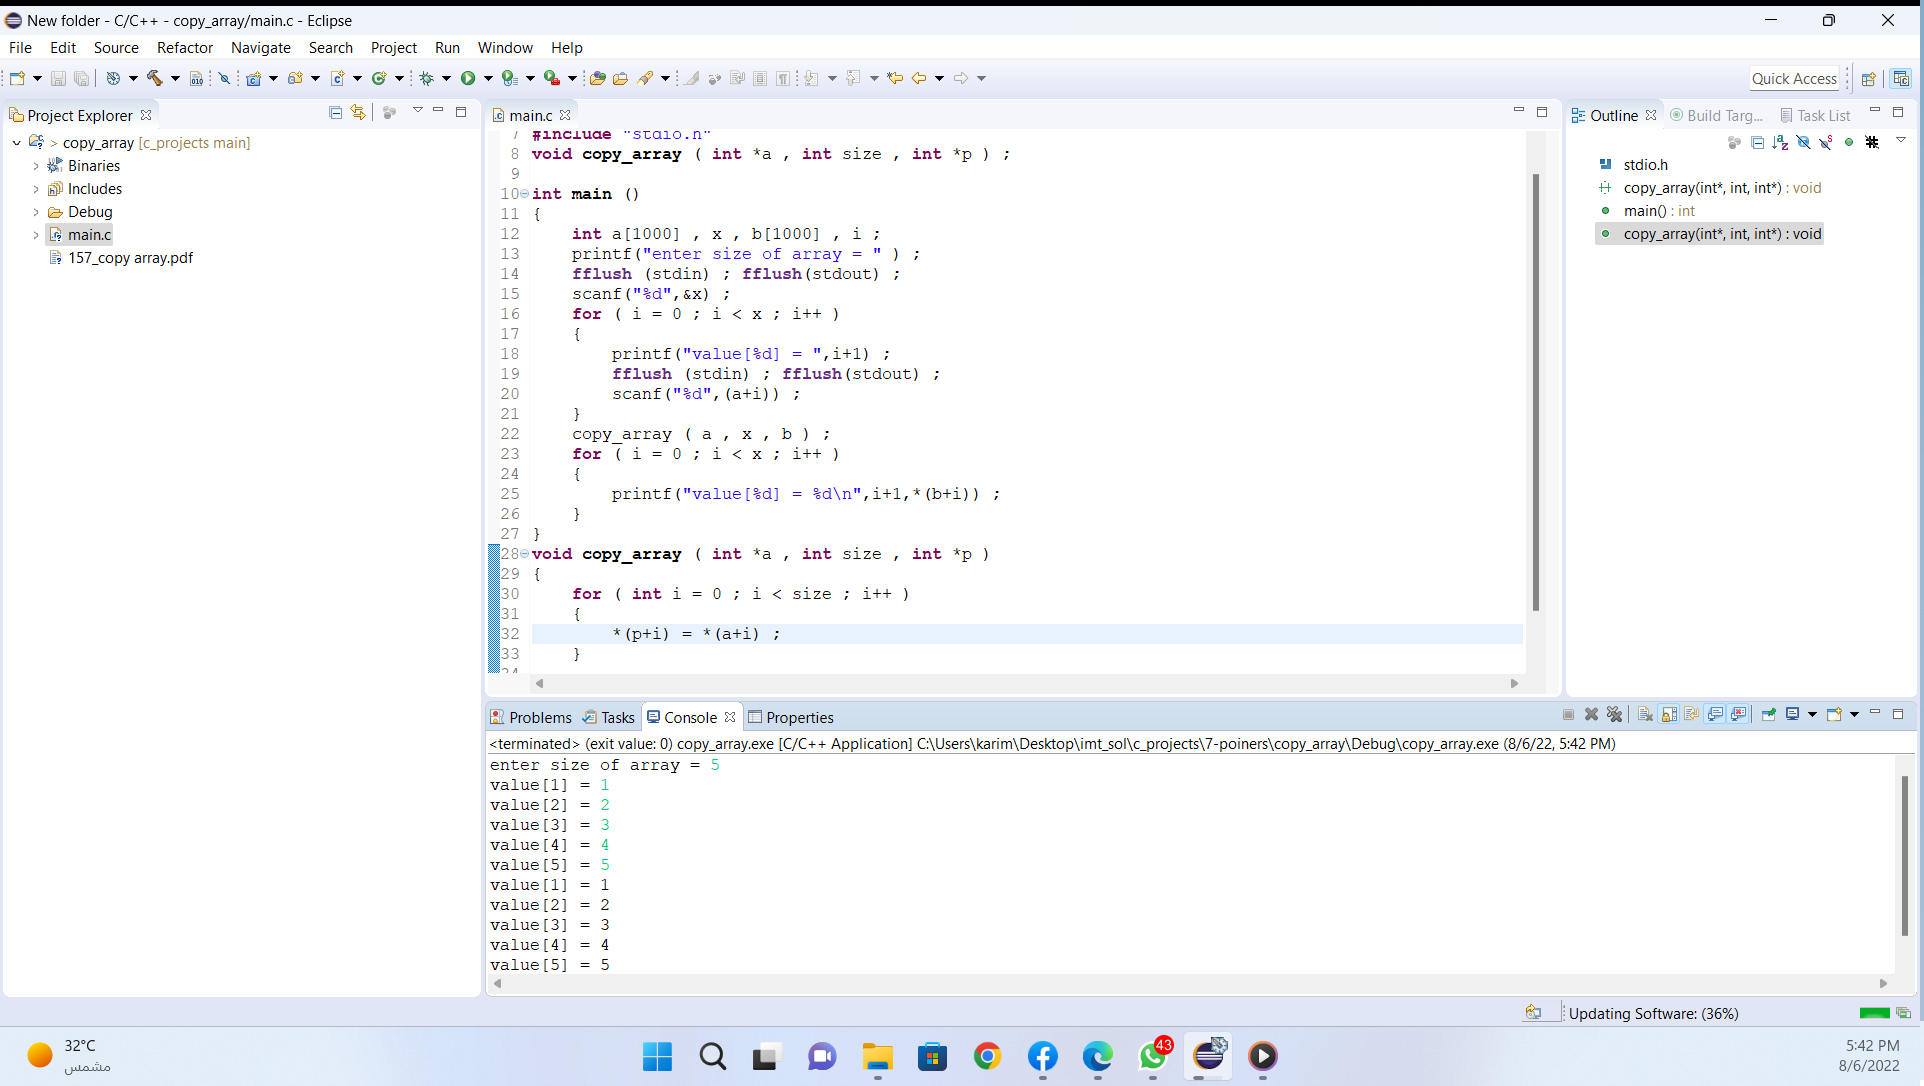 New folder - C/C++ - copy_array/main.c - Eclipse
File Edit Source Refactor Navigate Search Project Run Window Help
Quick Access
Project Explorer
> copy_array [c_projects main]
Binaries
Includes
Debug
main.c
157_copy array.pdf
main.c
7 #include "stdio.h"
8 void copy_array ( int *a , int size , int *p ) ;
9
10 int main ()
11 {
12 int a[1000] , x , b[1000] , i ;
13 printf("enter size of array = " ) ;
14 fflush (stdin) ; fflush(stdout) ;
15 scanf("%d",&x) ;
16 for ( i = 0 ; i < x ; i++ )
17 {
18 printf("value[%d] = ",i+1) ;
19 fflush (stdin) ; fflush(stdout) ;
20 scanf("%d",(a+i)) ;
21 }
22 copy_array ( a , x , b ) ;
23 for ( i = 0 ; i < x ; i++ )
24 {
25 printf("value[%d] = %d\n",i+1,*(b+i)) ;
26 }
27 }
28 void copy_array ( int *a , int size , int *p )
29 {
30 for ( int i = 0 ; i < size ; i++ )
31 {
32 *(p+i) = *(a+i) ;
33 }
34
Outline Build Targ... Task List
stdio.h
copy_array(int*, int, int*) : void
main() : int
copy_array(int*, int, int*) : void
Problems Tasks Console Properties
<terminated> (exit value: 0) copy_array.exe [C/C++ Application] C:\Users\karim\Desktop\imt_sol\c_projects\7-poiners\copy_array\Debug\copy_array.exe (8/6/22, 5:42 PM)
enter size of array = 5
value[1] = 1
value[2] = 2
value[3] = 3
value[4] = 4
value[5] = 5
value[1] = 1
value[2] = 2
value[3] = 3
value[4] = 4
value[5] = 5
Updating Software: (36%)
32°C
مشمس
43
5:42 PM
8/6/2022